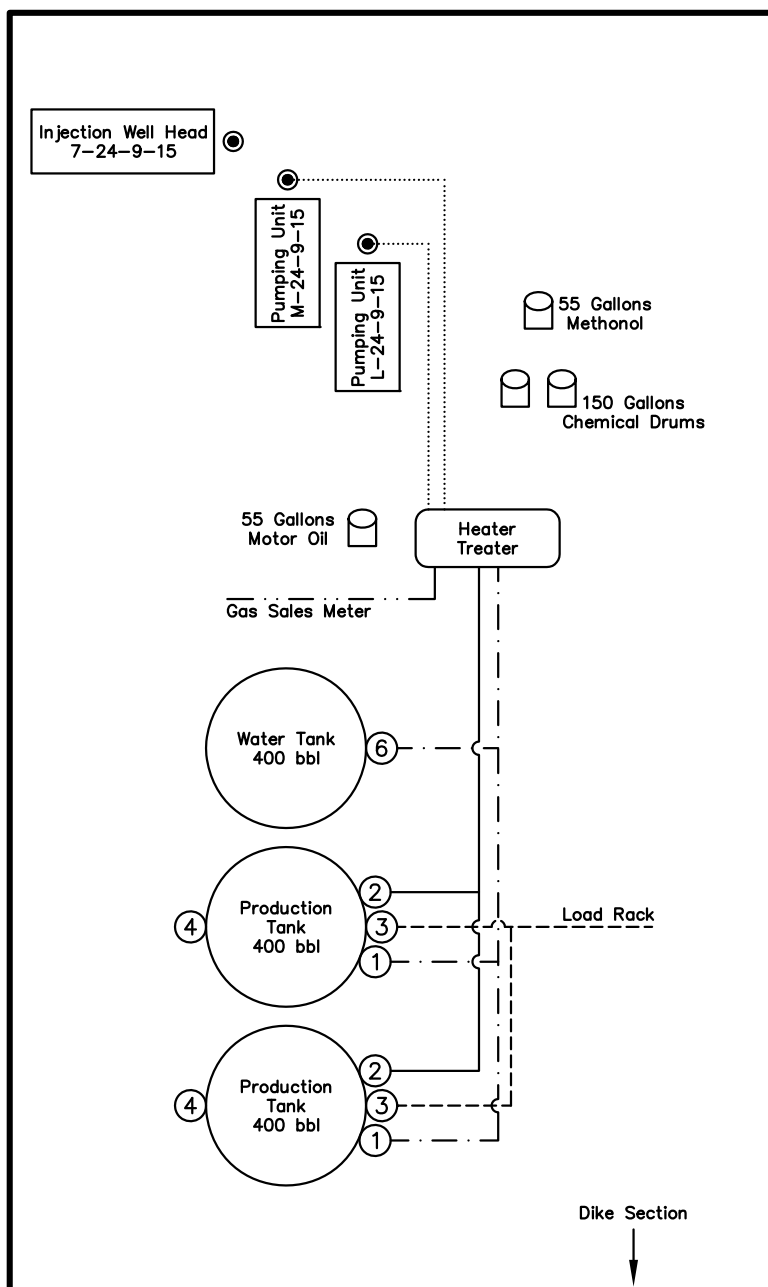 Injection Well Head
7-24-9-15
Pumping Unit
M-24-9-15
Pumping Unit
L-24-9-15
55 Gallons
Methonol
150 Gallons
Chemical Drums
55 Gallons
Motor Oil
Heater
Treater
Gas Sales Meter
Water Tank
400 bbl
6
2
Production
Tank
400 bbl
4
3
Load Rack
1
2
Production
Tank
400 bbl
4
3
1
Dike Section